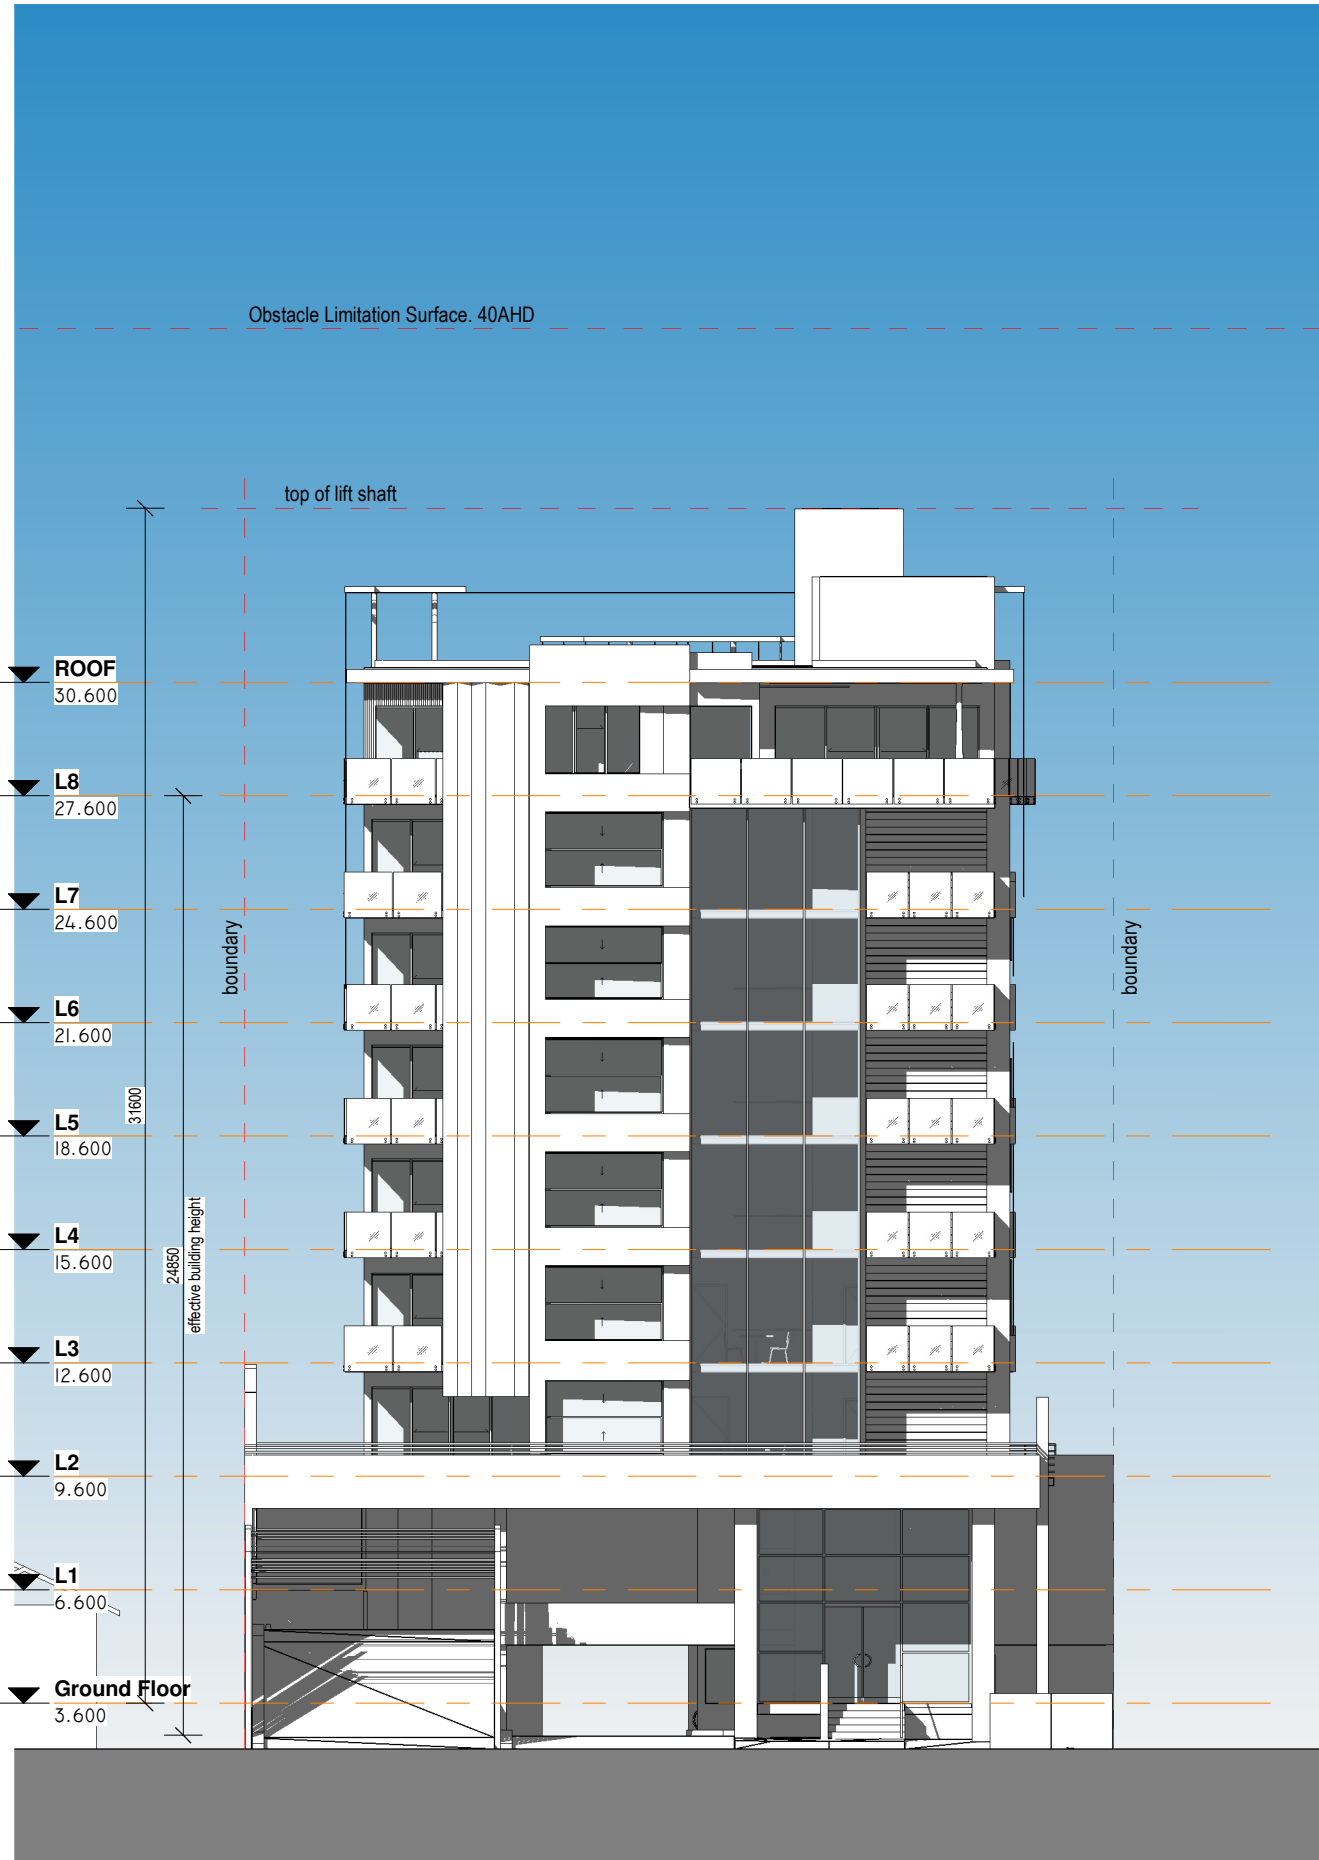 Obstacle Limitation Surface. 40AHD
top of lift shaft
ROOF
30.600
L8
27.600
L7
24.600
boundary
boundary
L6
21.600
31600
L5
18.600
24850
effective building height
L4
15.600
L3
12.600
L2
9.600
L1
6.600
Ground Floor
3.600